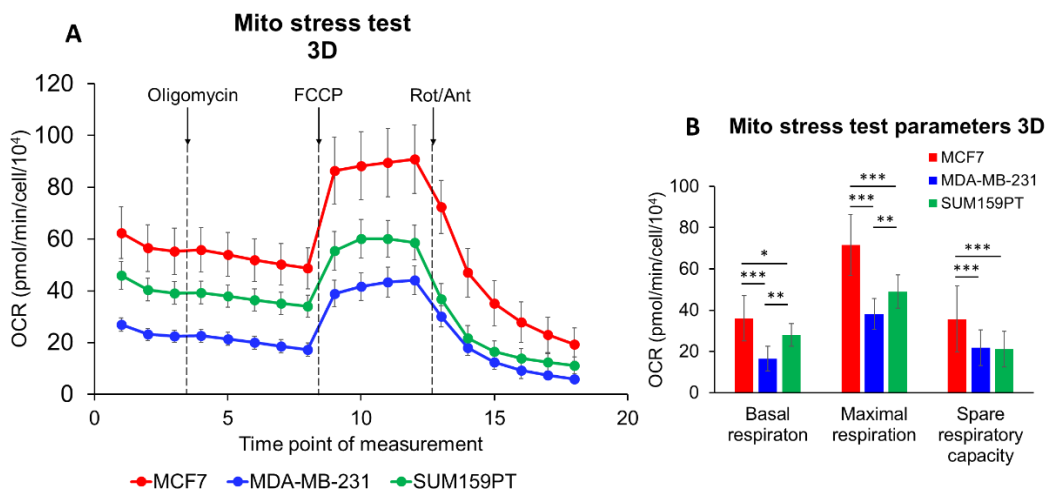 A
Mito stress test
3D
Oligomycin
FCCP
Rot/Ant
OCR (pmol/min/cell/10⁴)
120
100
80
60
40
20
0
0
5
10
15
20
Time point of measurement
MCF7
MDA-MB-231
SUM159PT
B
Mito stress test parameters 3D
MCF7
MDA-MB-231
SUM159PT
OCR (pmol/min/cell/10⁴)
100
80
60
40
20
0
*
***
**
***
***
**
***
***
Basal
respiraton
Maximal
respiration
Spare
respiratory
capacity